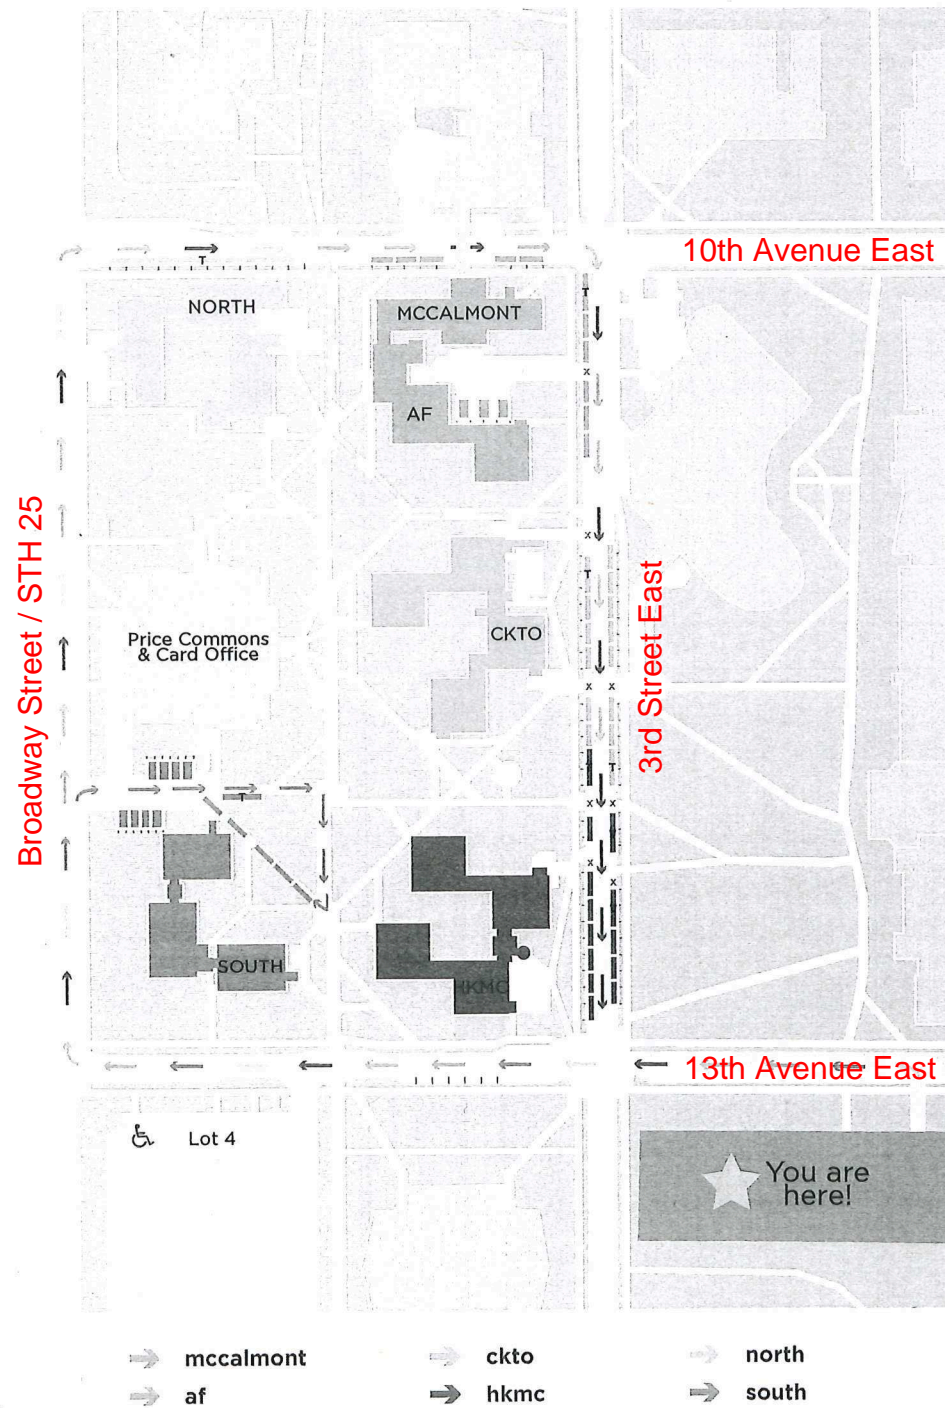 10th Avenue East
T
NORTH
MCCALMONT
T
X
AF
Broadway Street / STH 25
X
T
3rd Street East
CKTO
Price Commons
& Card Office
X X
T
T
X X
X
X
SOUTH
HKMC
13th Avenue East
Lot 4
You are
here!
mccalmont
ckto
north
af
hkmc
south